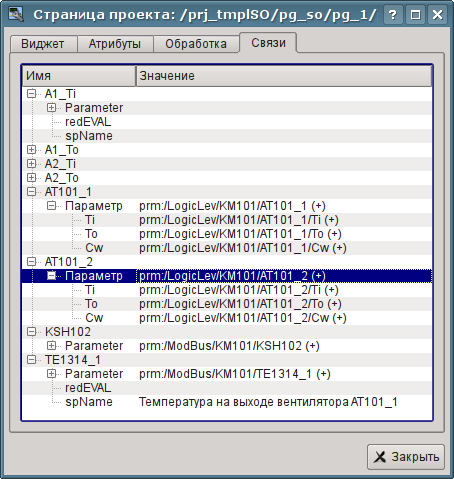 Страница проекта: /prj_tmplSO/pg_so/pg_1/
Виджет Атрибуты Обработка Связи
Имя Значение
A1_Ti
Parameter
redEVAL
spName
A1_To
A2_Ti
A2_To
AT101_1
Параметр prm:/LogicLev/KM101/AT101_1 (+)
Ti prm:/LogicLev/KM101/AT101_1/Ti (+)
To prm:/LogicLev/KM101/AT101_1/To (+)
Cw prm:/LogicLev/KM101/AT101_1/Cw (+)
AT101_2
Параметр prm:/LogicLev/KM101/AT101_2 (+)
Ti prm:/LogicLev/KM101/AT101_2/Ti (+)
To prm:/LogicLev/KM101/AT101_2/To (+)
Cw prm:/LogicLev/KM101/AT101_2/Cw (+)
KSH102
Parameter prm:/ModBus/KM101/KSH102 (+)
TE1314_1
Parameter prm:/ModBus/KM101/TE1314_1 (+)
redEVAL
spName Температура на выходе вентилятора AT101_1
Закрыть